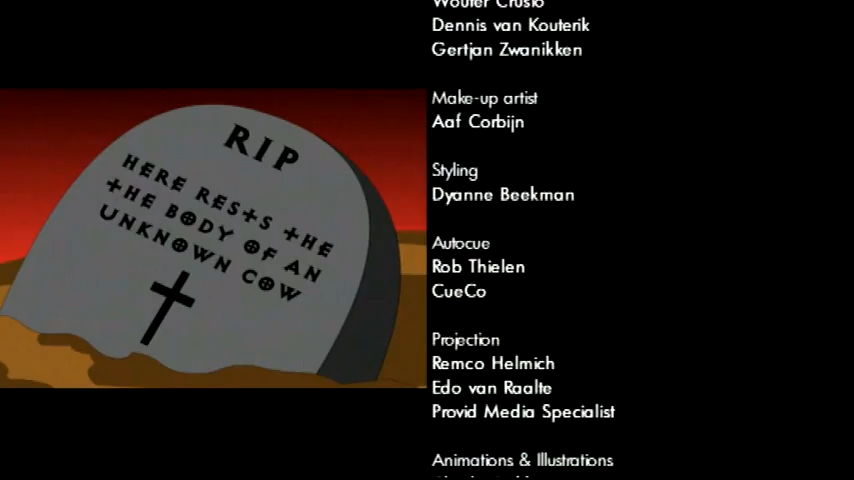 RIP
HERE RESTS THE
THE BODY OF AN
UNKNOWN COW
Wouter Crusio
Dennis van Kouterik
Gertjan Zwanikken
Make-up artist
Aaf Corbijn
Styling
Dyanne Beekman
Autocue
Rob Thielen
CueCo
Projection
Remco Helmich
Edo van Raalte
Provid Media Specialist
Animations & Illustrations